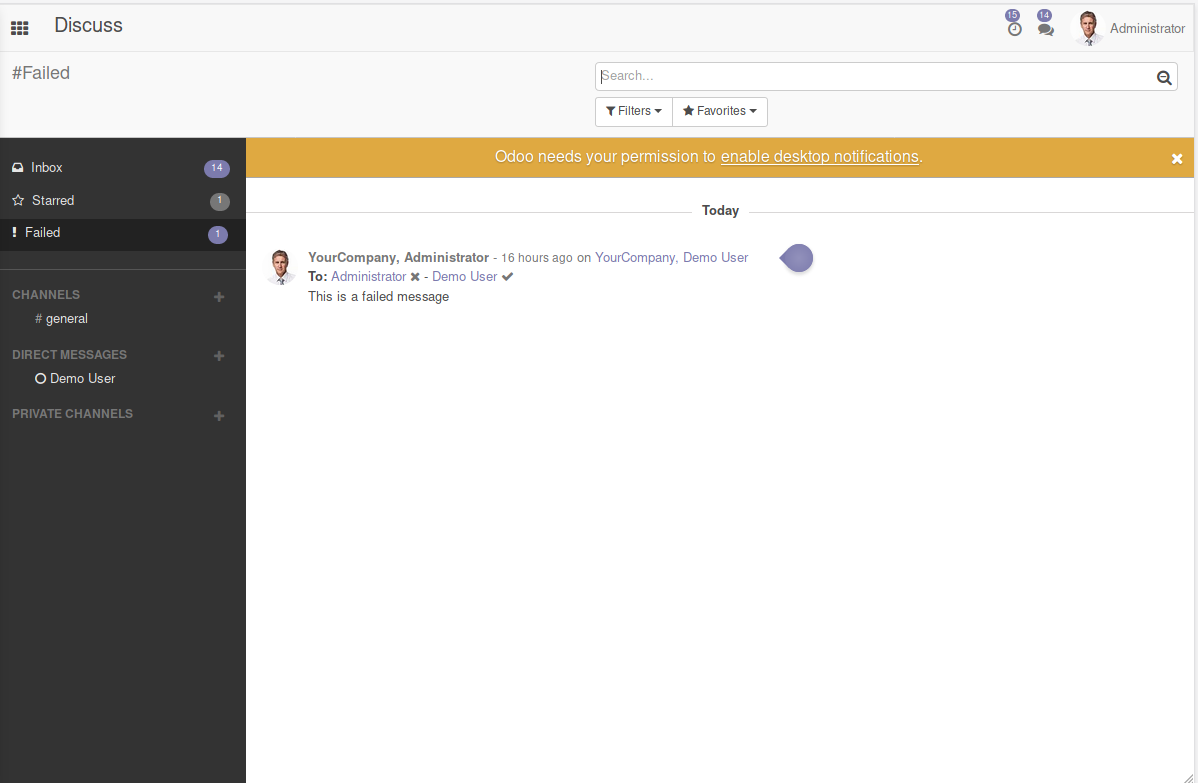 Discuss
15
14
Administrator
#Failed
Search...
Filters
Favorites
Inbox
14
Starred
1
Failed
1
CHANNELS
# general
DIRECT MESSAGES
Demo User
PRIVATE CHANNELS
Odoo needs your permission to enable desktop notifications.
Today
YourCompany, Administrator - 16 hours ago on YourCompany, Demo User
To: Administrator ✖ - Demo User ✔
This is a failed message